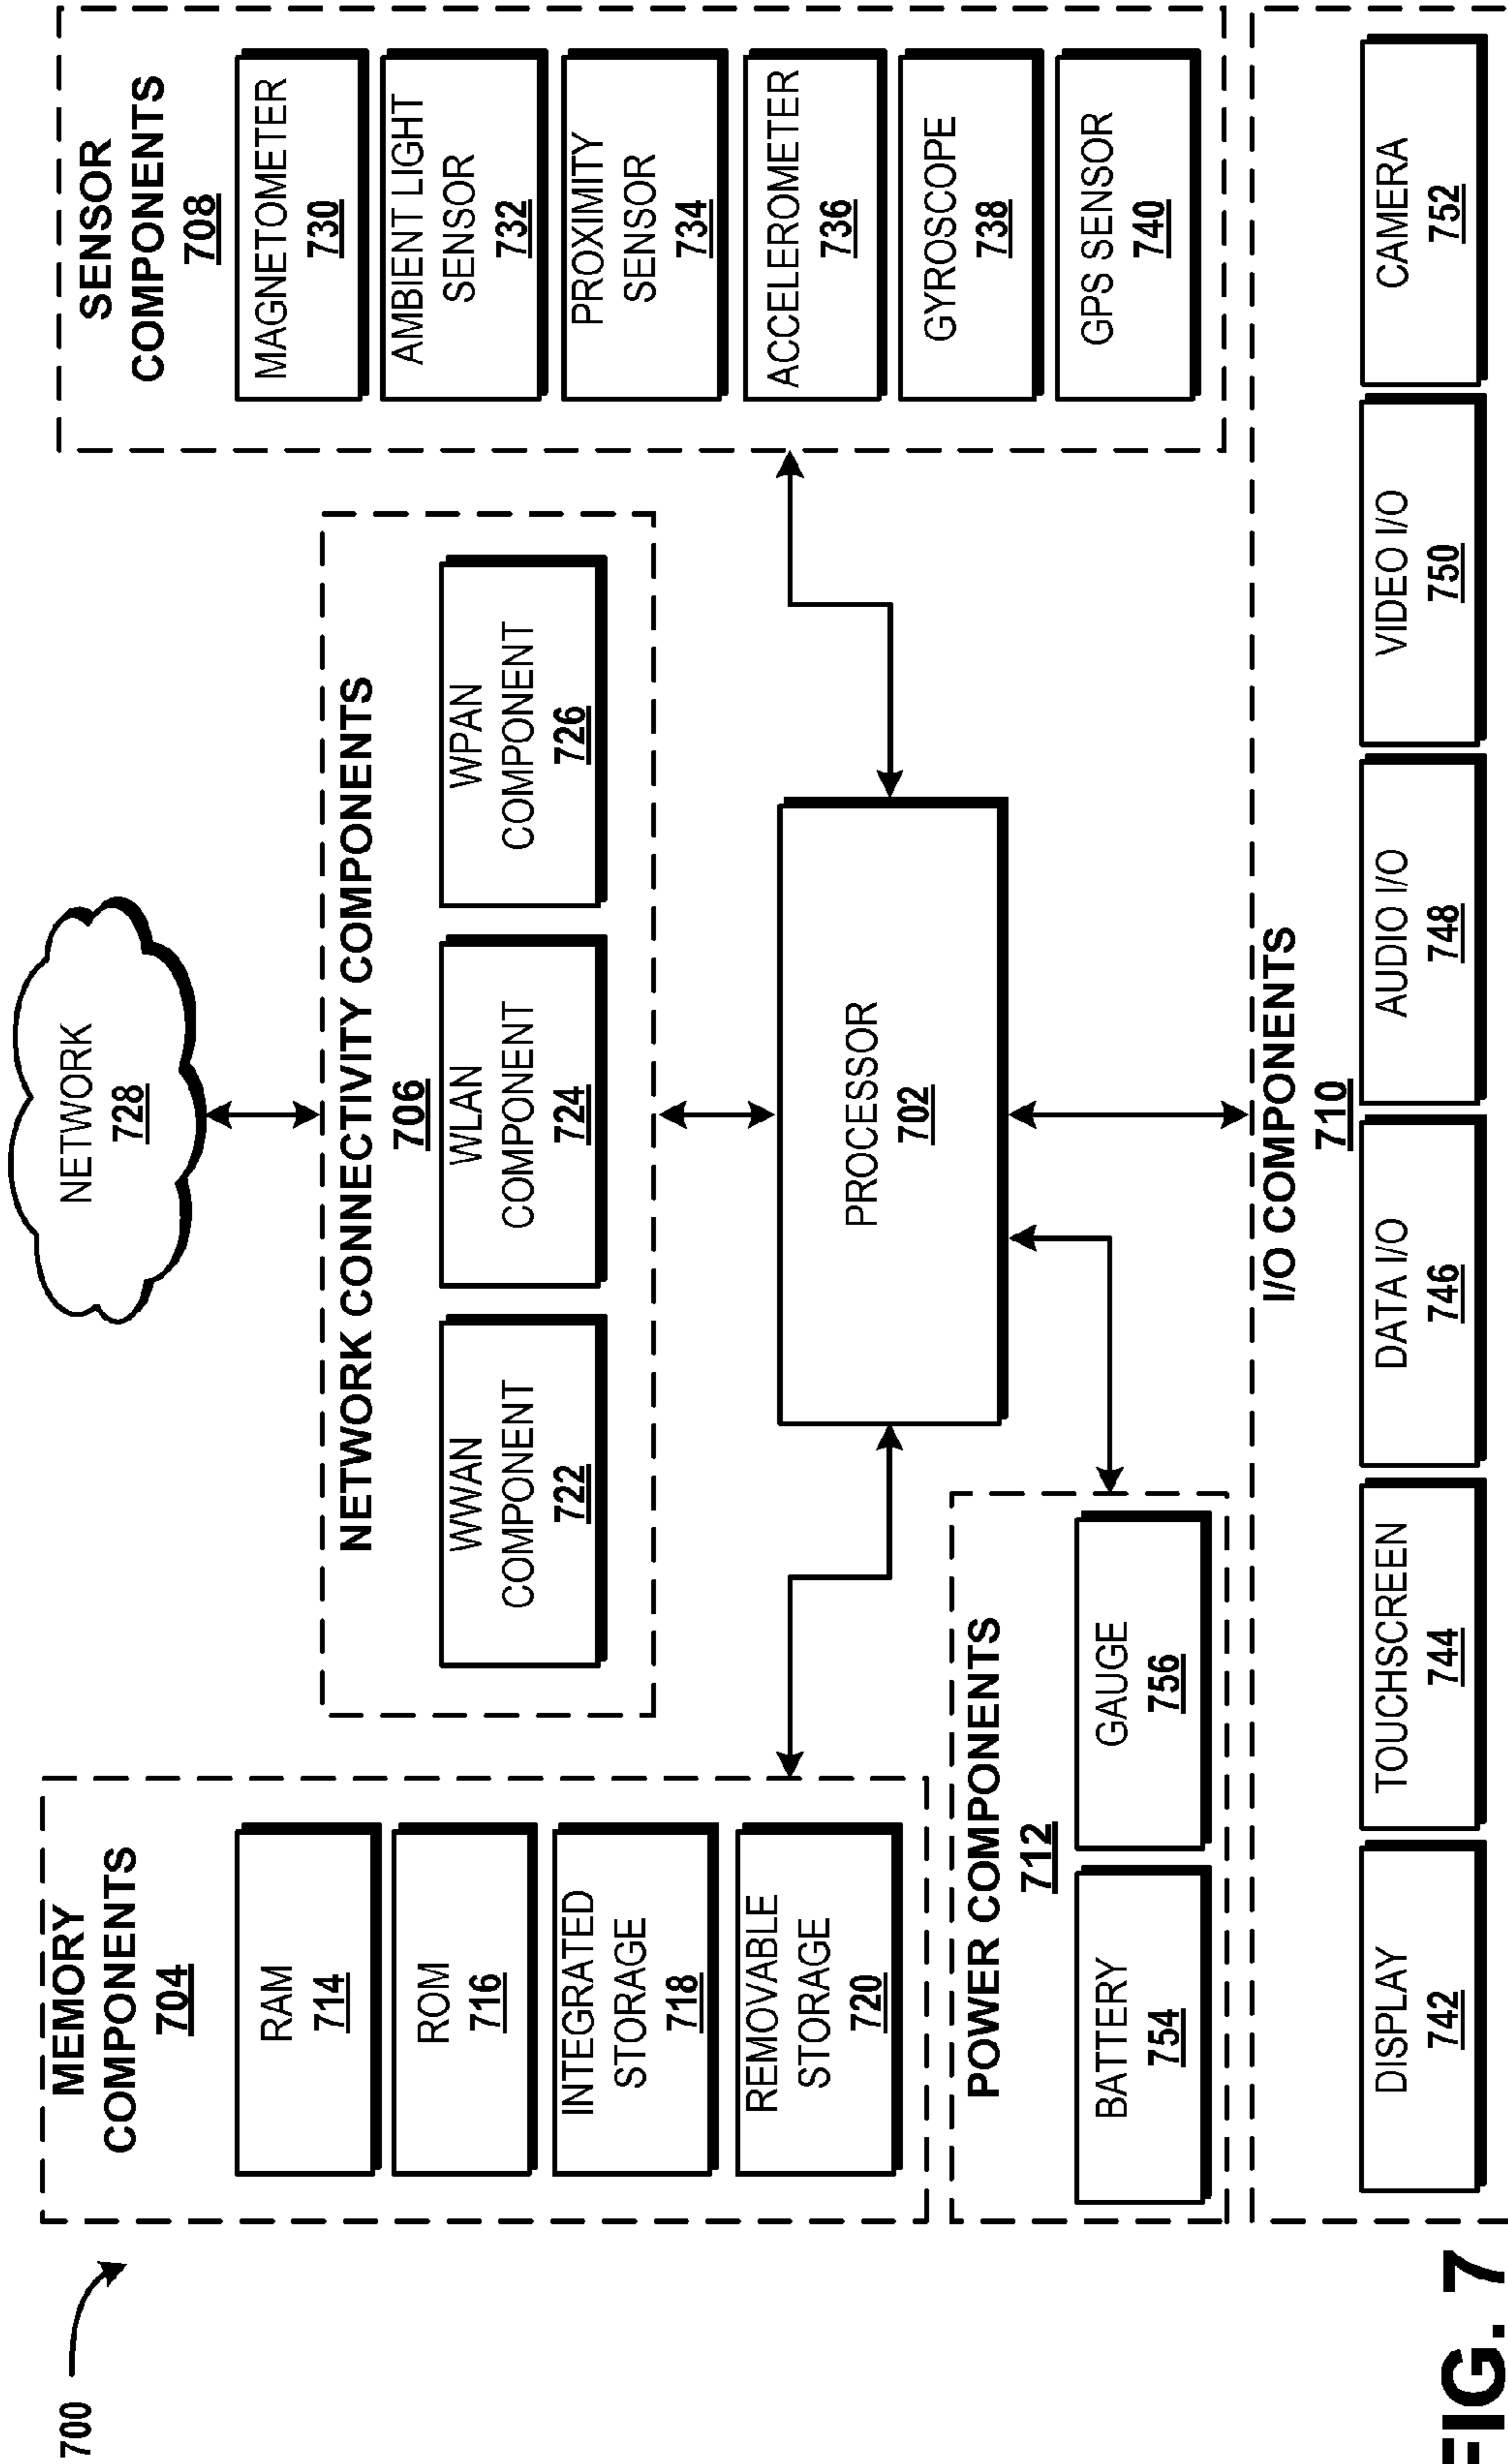 700
MEMORY
COMPONENTS
704
RAM
714
ROM
716
INTEGRATED
STORAGE
718
REMOVABLE
STORAGE
720
NETWORK
728
NETWORK CONNECTIVITY COMPONENTS
706
WWAN
COMPONENT
722
WLAN
COMPONENT
724
WPAN
COMPONENT
726
SENSOR
COMPONENTS
708
MAGNETOMETER
730
AMBIENT LIGHT
SENSOR
732
PROXIMITY
SENSOR
734
ACCELEROMETER
736
GYROSCOPE
738
GPS SENSOR
740
PROCESSOR
702
POWER COMPONENTS
712
BATTERY
754
GAUGE
756
I/O COMPONENTS
710
DISPLAY
742
TOUCHSCREEN
744
DATA I/O
746
AUDIO I/O
748
VIDEO I/O
750
CAMERA
752
FIG. 7